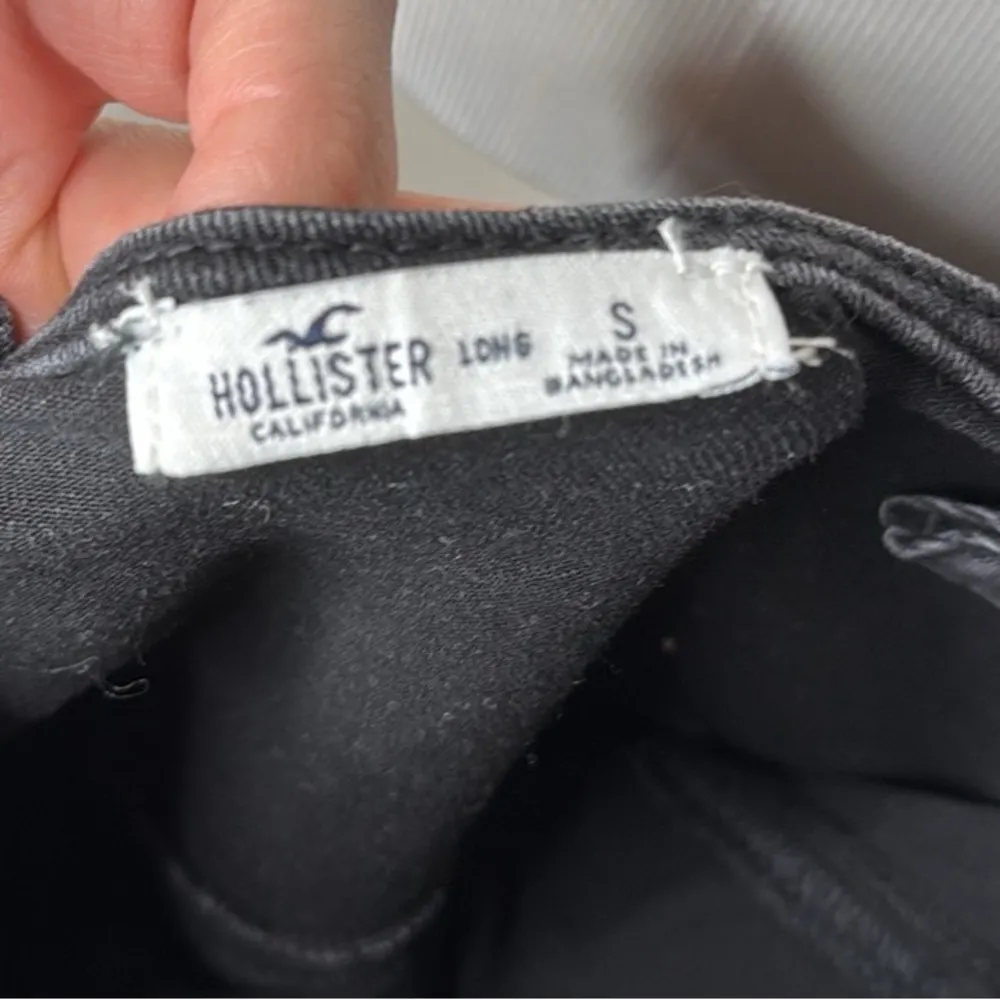 HOLLISTER
CALIFORNIA
LONG
S
MADE IN
BANGLADESH